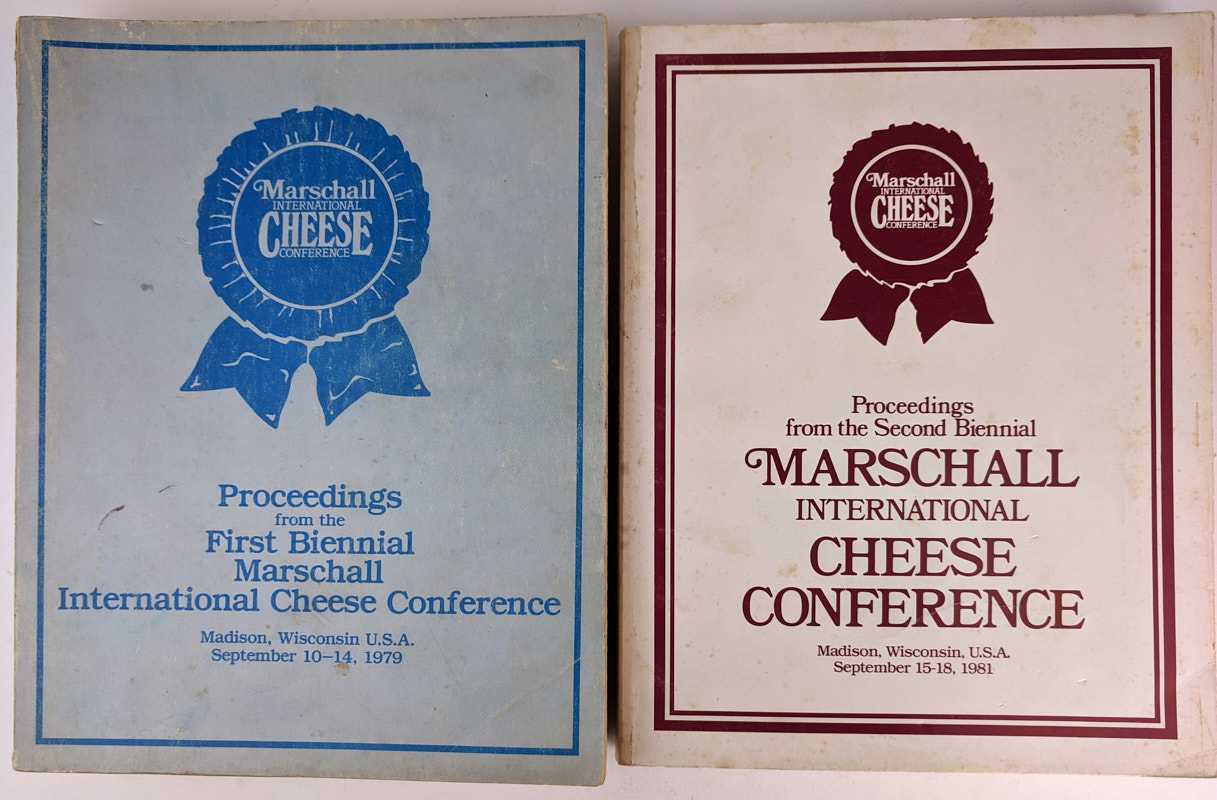 Marschall
INTERNATIONAL
CHEESE
CONFERENCE
Proceedings
from the
First Biennial
Marschall
International Cheese Conference
Madison, Wisconsin U.S.A.
September 10–14, 1979
Marschall
INTERNATIONAL
CHEESE
CONFERENCE
Proceedings
from the Second Biennial
MARSCHALL
INTERNATIONAL
CHEESE
CONFERENCE
Madison, Wisconsin, U.S.A.
September 15-18, 1981